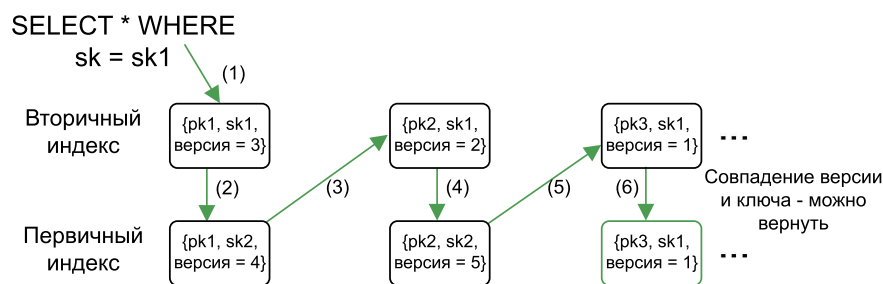 SELECT * WHERE
sk = sk1
(1)
Вторичный
индекс
{pk1, sk1,
версия = 3}
{pk2, sk1,
версия = 2}
{pk3, sk1,
версия = 1}
...
(2)
(3)
(4)
(5)
(6)
Совпадение версии
и ключа - можно
вернуть
Первичный
индекс
{pk1, sk2,
версия = 4}
{pk2, sk2,
версия = 5}
{pk3, sk1,
версия = 1}
...